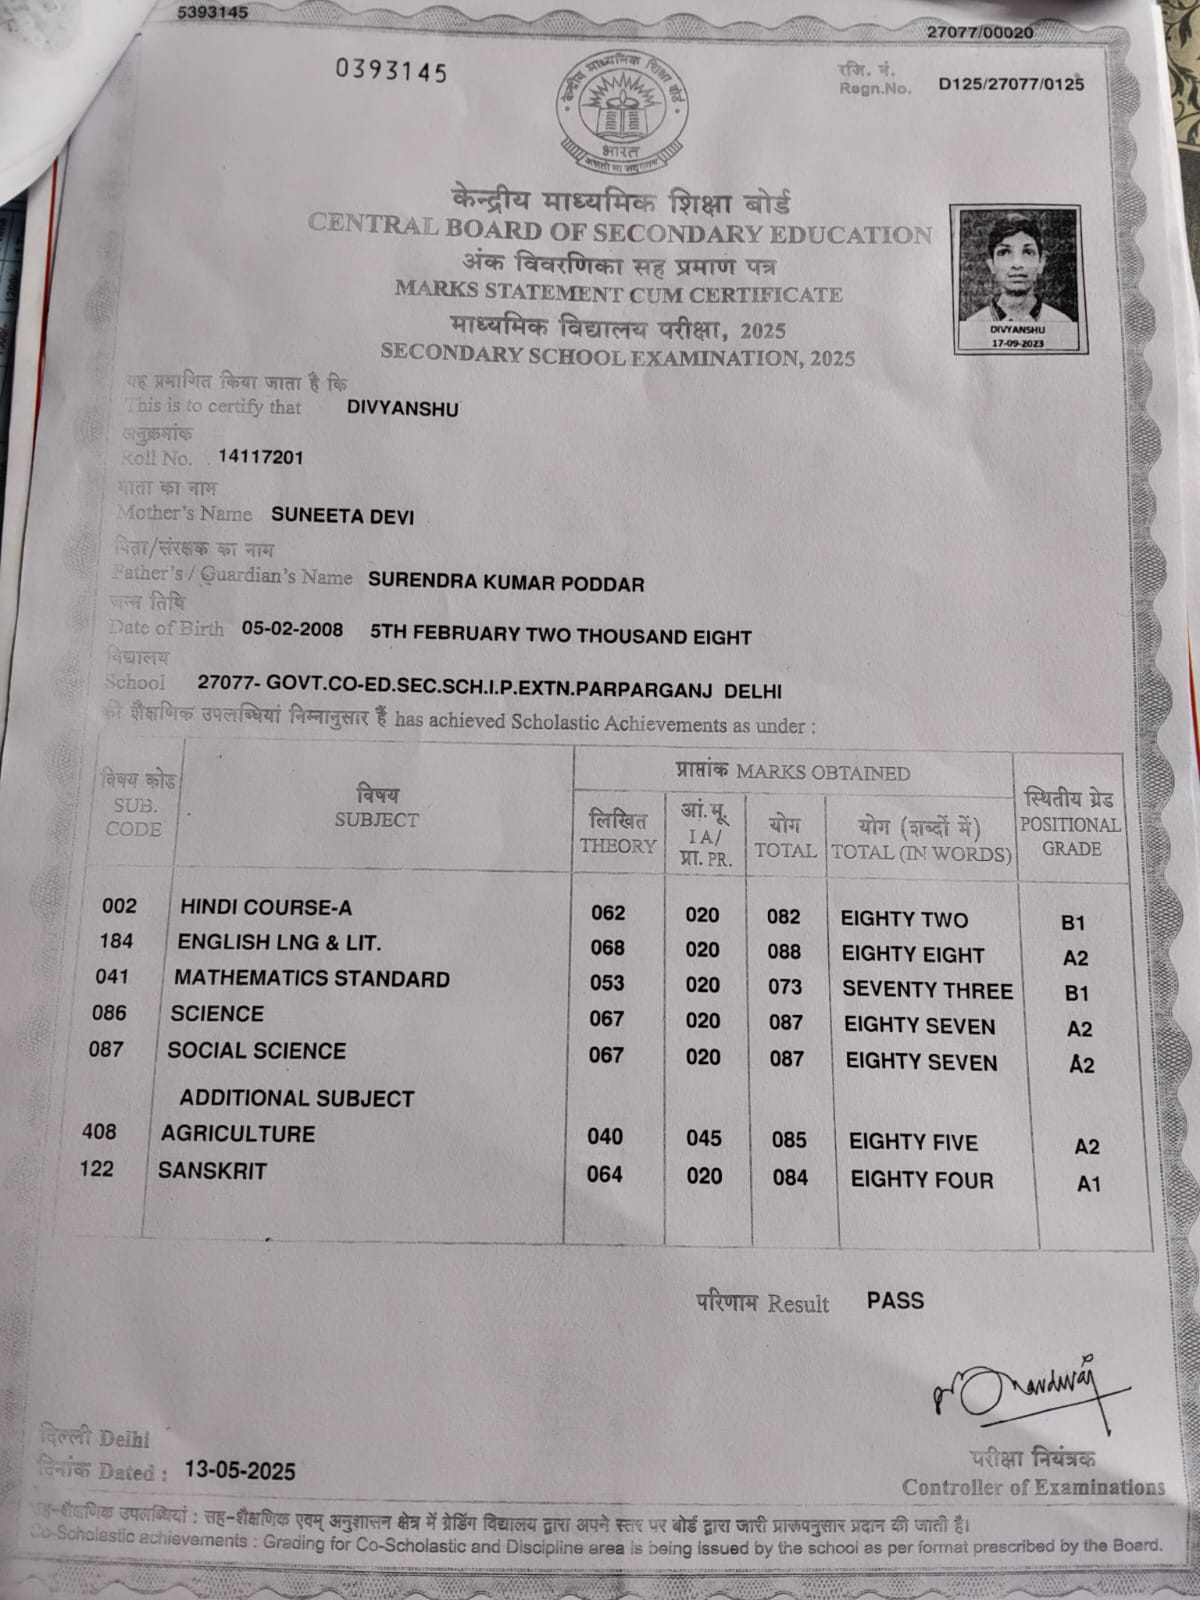 5393145
27077/00020
0393145
रजि. नं.
Regn.No. D125/27077/0125
केन्द्रीय माध्यमिक शिक्षा बोर्ड
भारत
असतो मा सद्गमय
केन्द्रीय माध्यमिक शिक्षा बोर्ड
CENTRAL BOARD OF SECONDARY EDUCATION
अंक विवरणिका सह प्रमाण पत्र
MARKS STATEMENT CUM CERTIFICATE
माध्यमिक विद्यालय परीक्षा, 2025
SECONDARY SCHOOL EXAMINATION, 2025
DIVYANSHU
17-09-2023
यह प्रमाणित किया जाता है कि
This is to certify that DIVYANSHU
अनुक्रमांक
Roll No. 14117201
माता का नाम
Mother's Name SUNEETA DEVI
पिता/संरक्षक का नाम
Father's / Guardian's Name SURENDRA KUMAR PODDAR
जन्म तिथि
Date of Birth 05-02-2008 5TH FEBRUARY TWO THOUSAND EIGHT
विद्यालय
School 27077- GOVT.CO-ED.SEC.SCH.I.P.EXTN.PARPARGANJ DELHI
की शैक्षणिक उपलब्धियां निम्नानुसार हैं has achieved Scholastic Achievements as under :
विषय कोड SUB. CODE
विषय SUBJECT
प्राप्तांक MARKS OBTAINED
लिखित THEORY
आं.मू. IA/ प्रा. PR.
योग TOTAL
योग (शब्दों में) TOTAL (IN WORDS)
स्थितीय ग्रेड POSITIONAL GRADE
002 HINDI COURSE-A 062 020 082 EIGHTY TWO B1
184 ENGLISH LNG & LIT. 068 020 088 EIGHTY EIGHT A2
041 MATHEMATICS STANDARD 053 020 073 SEVENTY THREE B1
086 SCIENCE 067 020 087 EIGHTY SEVEN A2
087 SOCIAL SCIENCE 067 020 087 EIGHTY SEVEN A2
ADDITIONAL SUBJECT
408 AGRICULTURE 040 045 085 EIGHTY FIVE A2
122 SANSKRIT 064 020 084 EIGHTY FOUR A1
परिणाम Result PASS
दिल्ली Delhi
दिनांक Dated : 13-05-2025
परीक्षा नियंत्रक
Controller of Examinations
सह-शैक्षणिक उपलब्धियां : सह-शैक्षणिक एवम् अनुशासन क्षेत्र में ग्रेडिंग विद्यालय द्वारा अपने स्तर पर बोर्ड द्वारा जारी प्रारूपनुसार प्रदान की जाती है।
Co-Scholastic achievements : Grading for Co-Scholastic and Discipline area is being issued by the school as per format prescribed by the Board.